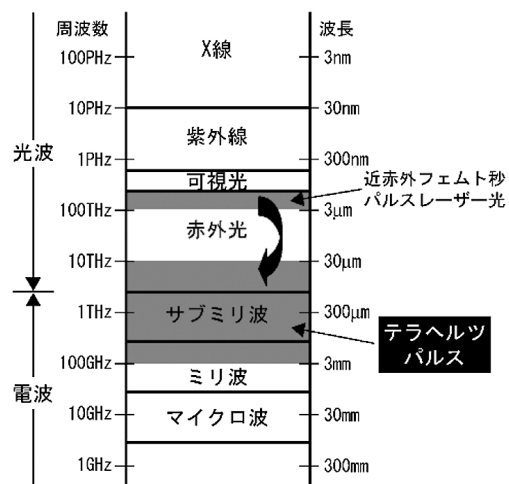 周波数
波長
X線
100PHz
3nm
10PHz
30nm
紫外線
光波
1PHz
300nm
可視光
近赤外フェムト秒
パルスレーザー光
100THz
3μm
赤外光
10THz
30μm
1THz
サブミリ波
300μm
テラヘルツ
パルス
100GHz
3mm
ミリ波
電波
10GHz
マイクロ波
30mm
1GHz
300mm